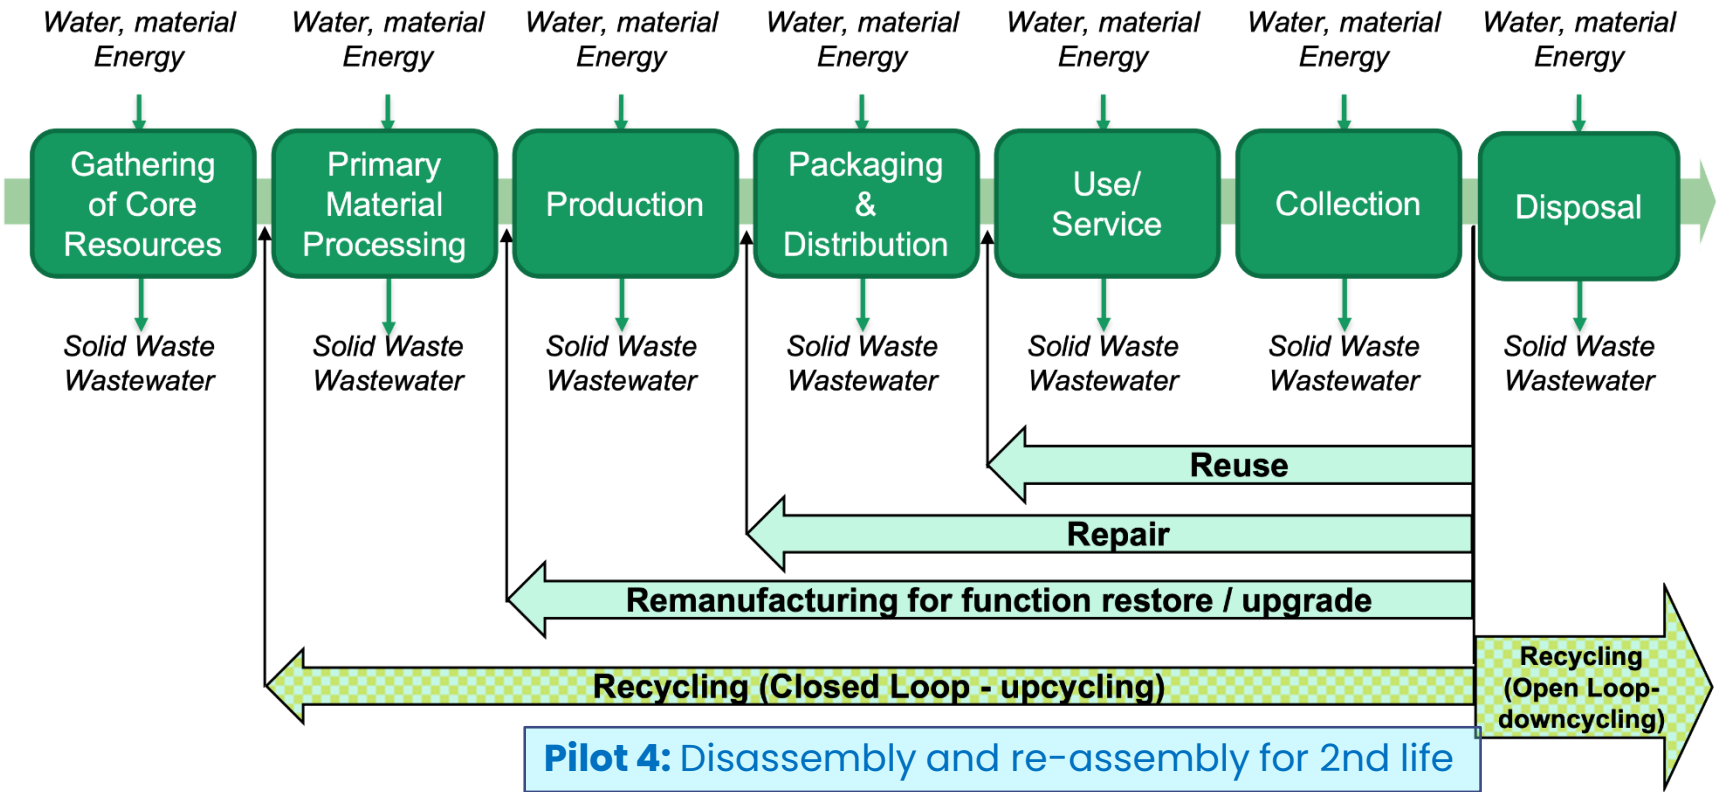 Water, material
Energy
Water, material
Energy
Water, material
Energy
Water, material
Energy
Water, material
Energy
Water, material
Energy
Water, material
Energy
Gathering
of Core
Resources
Primary
Material
Processing
Production
Packaging
&
Distribution
Use/
Service
Collection
Disposal
Solid Waste
Wastewater
Solid Waste
Wastewater
Solid Waste
Wastewater
Solid Waste
Wastewater
Solid Waste
Wastewater
Solid Waste
Wastewater
Solid Waste
Wastewater
Reuse
Repair
Remanufacturing for function restore / upgrade
Recycling (Closed Loop - upcycling)
Recycling
(Open Loop-
downcycling)
Pilot 4: Disassembly and re-assembly for 2nd life